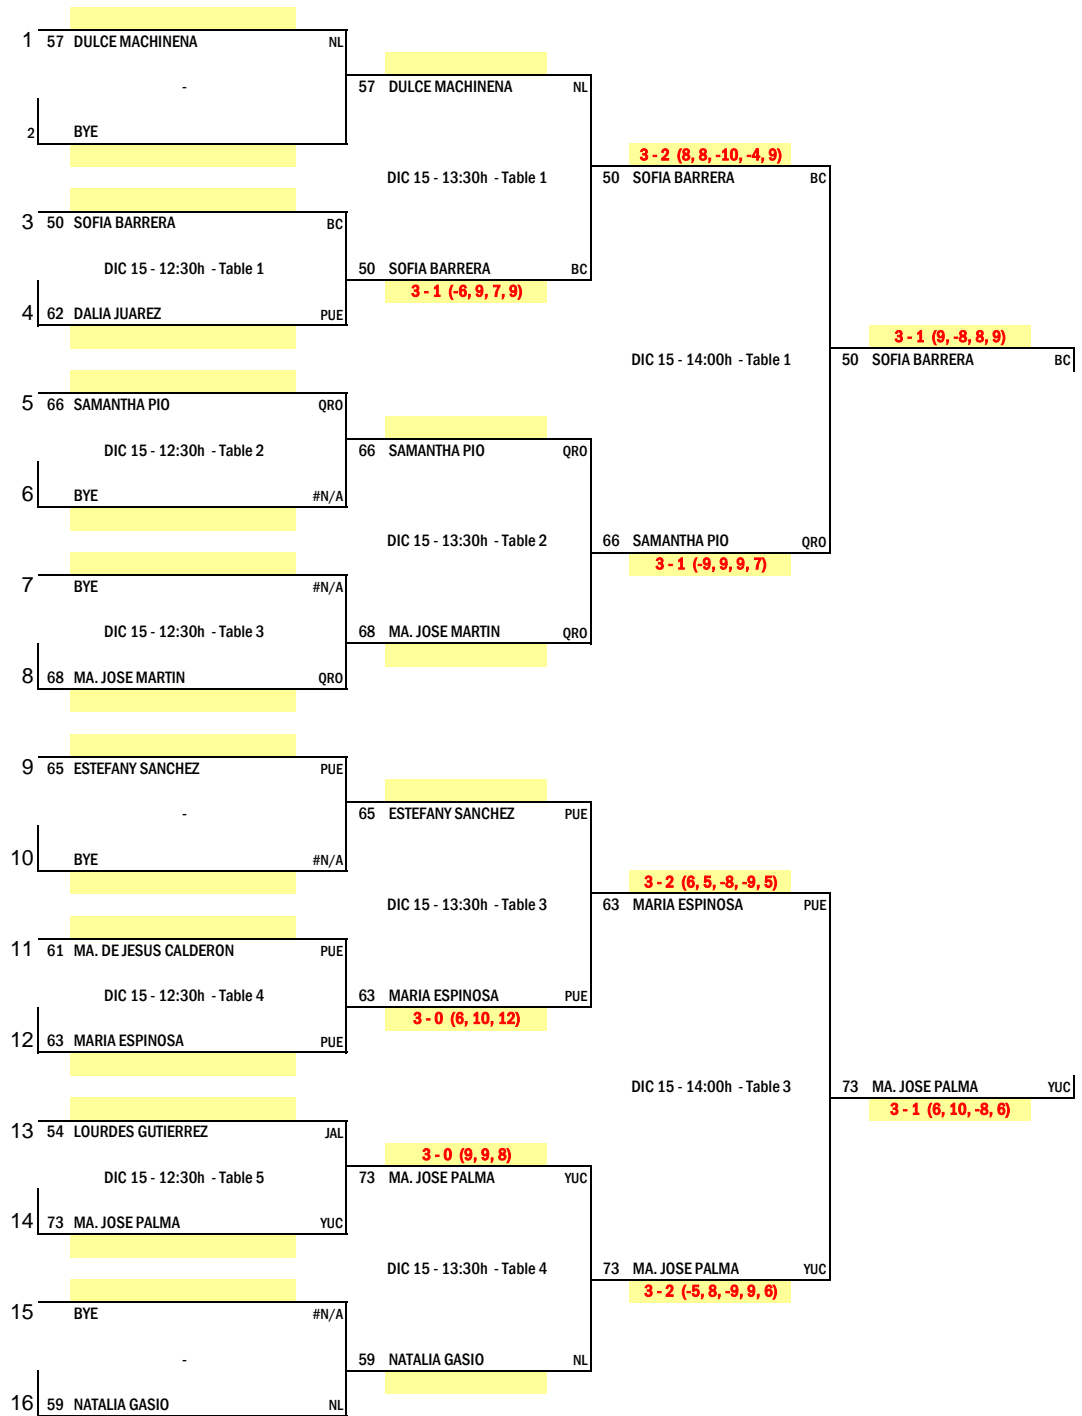 1 57 DULCE MACHINENA NL
57 DULCE MACHINENA NL
-
2 BYE
3 - 2 (8, 8, -10, -4, 9)
DIC 15 - 13:30h - Table 1
50 SOFIA BARRERA BC
3 50 SOFIA BARRERA BC
DIC 15 - 12:30h - Table 1
50 SOFIA BARRERA BC
3 - 1 (-6, 9, 7, 9)
4 62 DALIA JUAREZ PUE
3 - 1 (9, -8, 8, 9)
DIC 15 - 14:00h - Table 1
50 SOFIA BARRERA BC
5 66 SAMANTHA PIO QRO
DIC 15 - 12:30h - Table 2
66 SAMANTHA PIO QRO
6 BYE #N/A
DIC 15 - 13:30h - Table 2
66 SAMANTHA PIO QRO
3 - 1 (-9, 9, 9, 7)
7 BYE #N/A
DIC 15 - 12:30h - Table 3
68 MA. JOSE MARTIN QRO
8 68 MA. JOSE MARTIN QRO
9 65 ESTEFANY SANCHEZ PUE
-
65 ESTEFANY SANCHEZ PUE
10 BYE #N/A
3 - 2 (6, 5, -8, -9, 5)
DIC 15 - 13:30h - Table 3
63 MARIA ESPINOSA PUE
11 61 MA. DE JESUS CALDERON PUE
DIC 15 - 12:30h - Table 4
63 MARIA ESPINOSA PUE
3 - 0 (6, 10, 12)
12 63 MARIA ESPINOSA PUE
DIC 15 - 14:00h - Table 3
73 MA. JOSE PALMA YUC
3 - 1 (6, 10, -8, 6)
13 54 LOURDES GUTIERREZ JAL
3 - 0 (9, 9, 8)
DIC 15 - 12:30h - Table 5
73 MA. JOSE PALMA YUC
14 73 MA. JOSE PALMA YUC
DIC 15 - 13:30h - Table 4
73 MA. JOSE PALMA YUC
3 - 2 (-5, 8, -9, 9, 6)
15 BYE #N/A
-
59 NATALIA GASIO NL
16 59 NATALIA GASIO NL